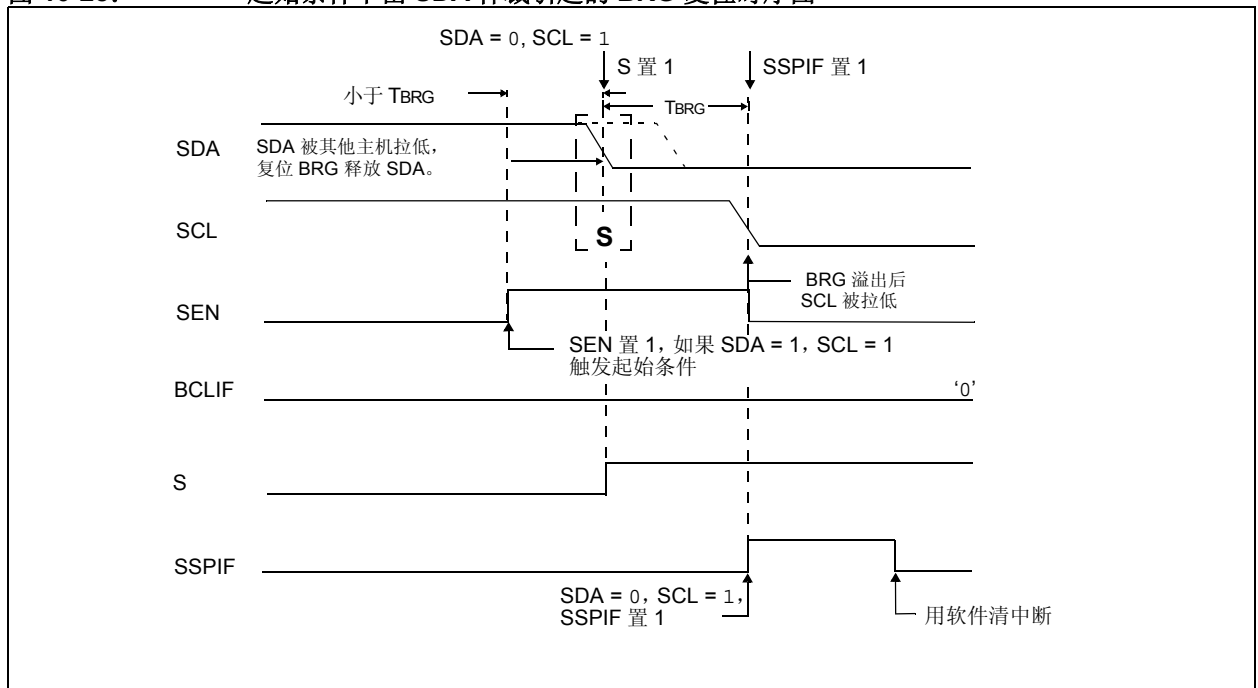 SDA = 0, SCL = 1
S 置 1
SSPIF 置 1
小于 TBRG
TBRG
SDA
SDA 被其他主机拉低，
复位 BRG 释放 SDA。
SCL
S
BRG 溢出后
SCL 被拉低
SEN
SEN 置 1，如果 SDA = 1，SCL = 1
触发起始条件
BCLIF
‘0’
S
SSPIF
SDA = 0，SCL = 1，
SSPIF 置 1
用软件清中断